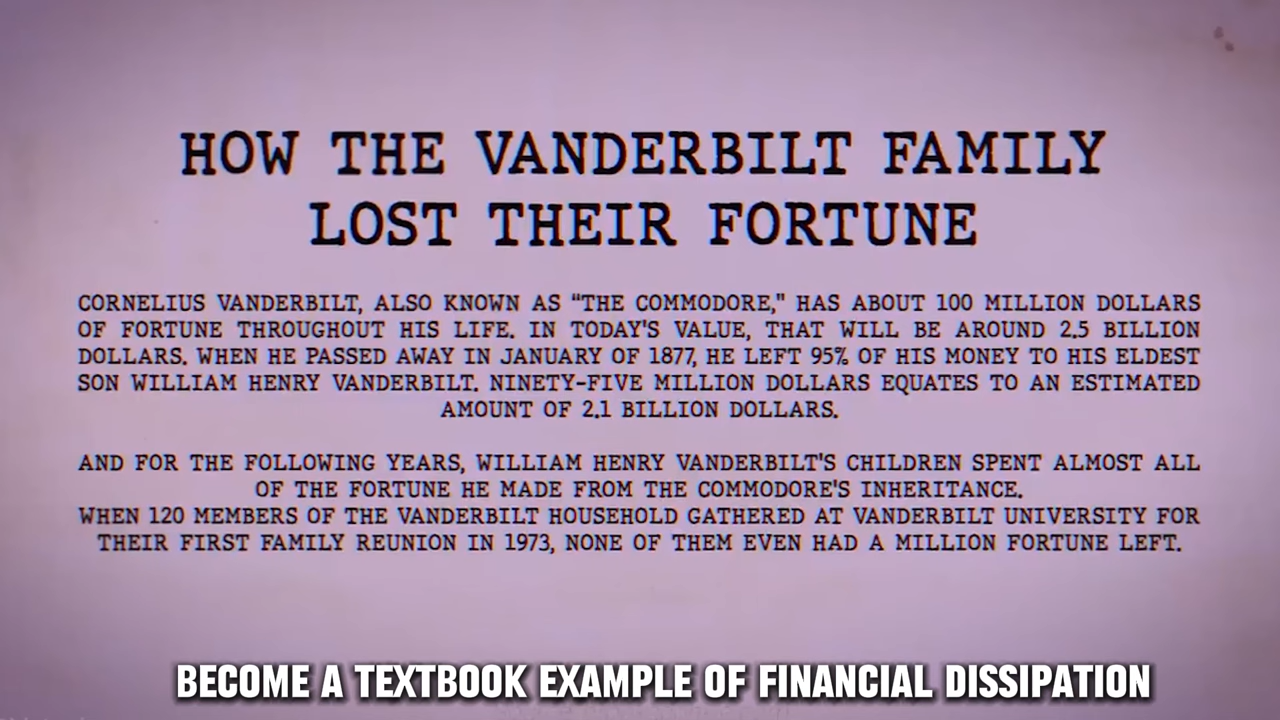 HOW THE VANDERBILT FAMILY
LOST THEIR FORTUNE
CORNELIUS VANDERBILT, ALSO KNOWN AS “THE COMMODORE,” HAS ABOUT 100 MILLION DOLLARS
OF FORTUNE THROUGHOUT HIS LIFE. IN TODAY'S VALUE, THAT WILL BE AROUND 2.5 BILLION
DOLLARS. WHEN HE PASSED AWAY IN JANUARY OF 1877, HE LEFT 95% OF HIS MONEY TO HIS ELDEST
SON WILLIAM HENRY VANDERBILT. NINETY-FIVE MILLION DOLLARS EQUATES TO AN ESTIMATED
AMOUNT OF 2.1 BILLION DOLLARS.
AND FOR THE FOLLOWING YEARS, WILLIAM HENRY VANDERBILT'S CHILDREN SPENT ALMOST ALL
OF THE FORTUNE HE MADE FROM THE COMMODORE'S INHERITANCE.
WHEN 120 MEMBERS OF THE VANDERBILT HOUSEHOLD GATHERED AT VANDERBILT UNIVERSITY FOR
THEIR FIRST FAMILY REUNION IN 1973, NONE OF THEM EVEN HAD A MILLION FORTUNE LEFT.
BECOME A TEXTBOOK EXAMPLE OF FINANCIAL DISSIPATION